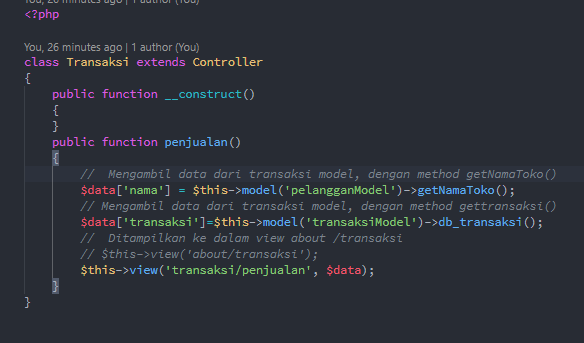 You, 26 minutes ago | 1 author (You)
<?php
You, 26 minutes ago | 1 author (You)
class Transaksi extends Controller
{
    public function __construct()
    {
    }
    public function penjualan()
    {
        //  Mengambil data dari transaksi model, dengan method getNamaToko()
        $data['nama'] = $this->model('pelangganModel')->getNamaToko();
        // Mengambil data dari transaksi model, dengan method gettransaksi()
        $data['transaksi']=$this->model('transaksiModel')->db_transaksi();
        //  Ditampilkan ke dalam view about /transaksi
        // $this->view('about/transaksi');
        $this->view('transaksi/penjualan', $data);
    }
}